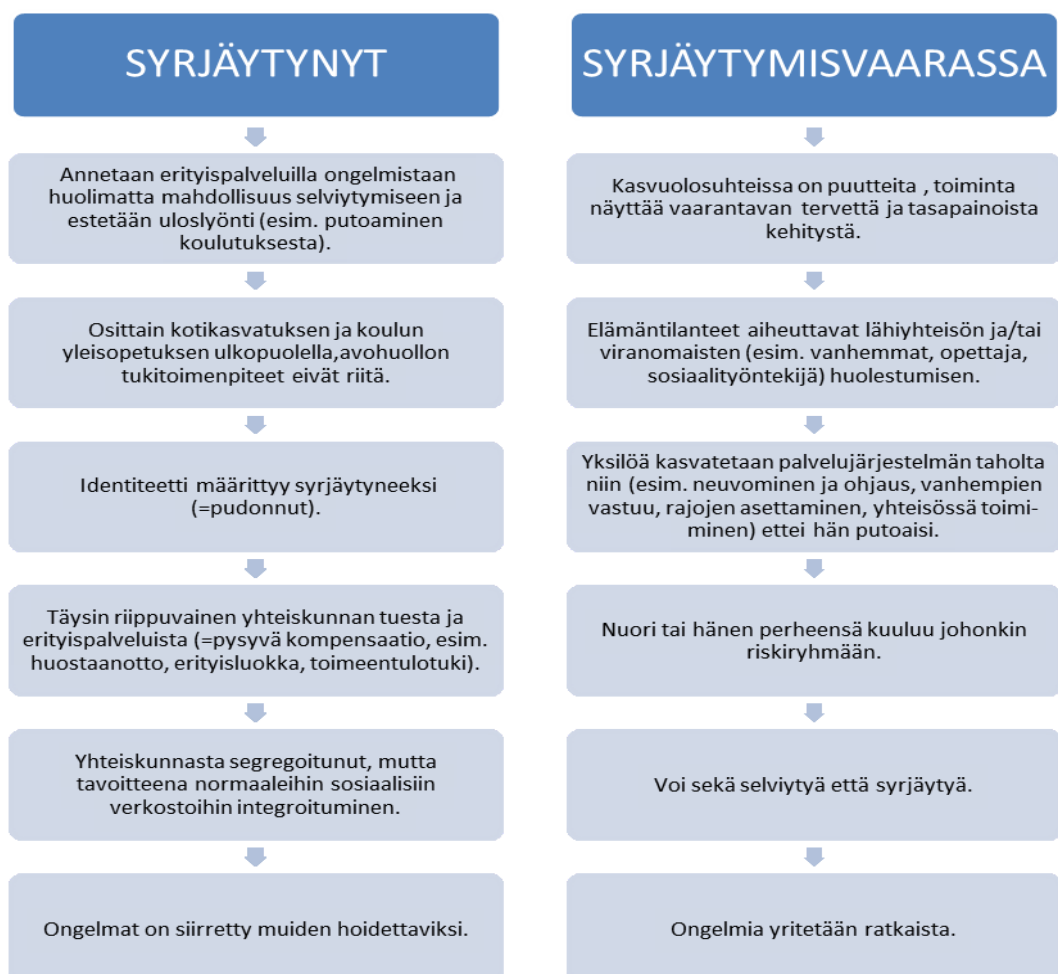 SYRJÄYTYNYT
Annetaan erityispalveluilla ongelmistaan
huolimatta mahdollisuus selviytymiseen ja
estetään uloslyönti (esim. putoaminen
koulutuksesta).
Osittain kotikasvatuksen ja koulun
yleisopetuksen ulkopuolella,avohuollon
tukitoimenpiteet eivät riitä.
Identiteetti määrittyy syrjäytyneeksi
(=pudonnut).
Täysin riippuvainen yhteiskunnan tuesta ja
erityispalveluista (=pysyvä kompensaatio, esim.
huostaanotto, erityisluokka, toimeentulotuki).
Yhteiskunnasta segregoitunut, mutta
tavoitteena normaaleihin sosiaalisiin
verkostoihin integroituminen.
Ongelmat on siirretty muiden hoidettaviksi.
SYRJÄYTYMISVAARASSA
Kasvuolosuhteissa on puutteita , toiminta
näyttää vaarantavan tervettä ja tasapainoista
kehitystä.
Elämäntilanteet aiheuttavat lähiyhteisön ja/tai
viranomaisten (esim. vanhemmat, opettaja,
sosiaalityöntekijä) huolestumisen.
Yksilöä kasvatetaan palvelujärjestelmän taholta
niin (esim. neuvominen ja ohjaus, vanhempien
vastuu, rajojen asettaminen, yhteisössä toimi-
minen) ettei hän putoaisi.
Nuori tai hänen perheensä kuuluu johonkin
riskiryhmään.
Voi sekä selviytyä että syrjäytyä.
Ongelmia yritetään ratkaista.